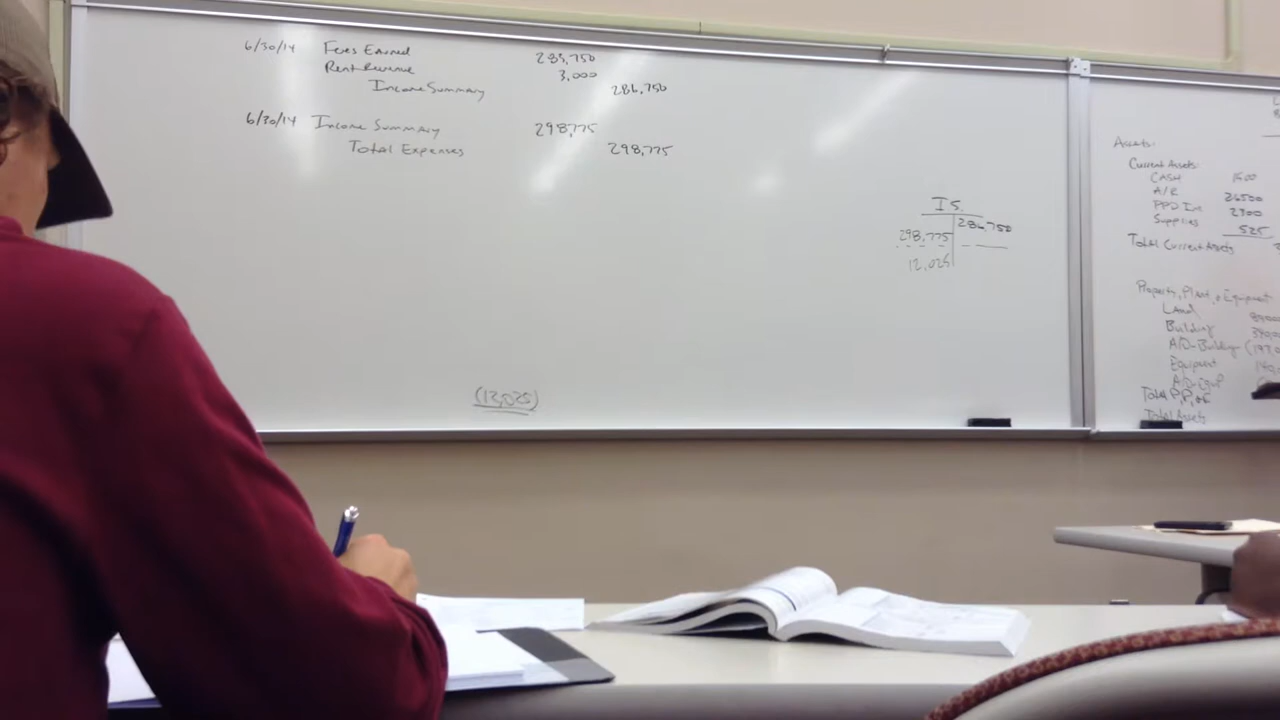 6/30/14 Fees Earned 283,750
Rent Revenue 3,000
Income Summary 286,750
6/30/14 Income Summary 298,775
Total Expenses 298,775
(12,025)
I S.
286,750
298,775
12,025
Assets:
Current Assets:
CASH 1500
A/R 26500
PPD Ins 2300
Supplies 525
Total Current Assets
Property, Plant, & Equipment
Land
Building
A/D-Building
Equipment
A/D-Equip
Total P,P,&E
Total Assets